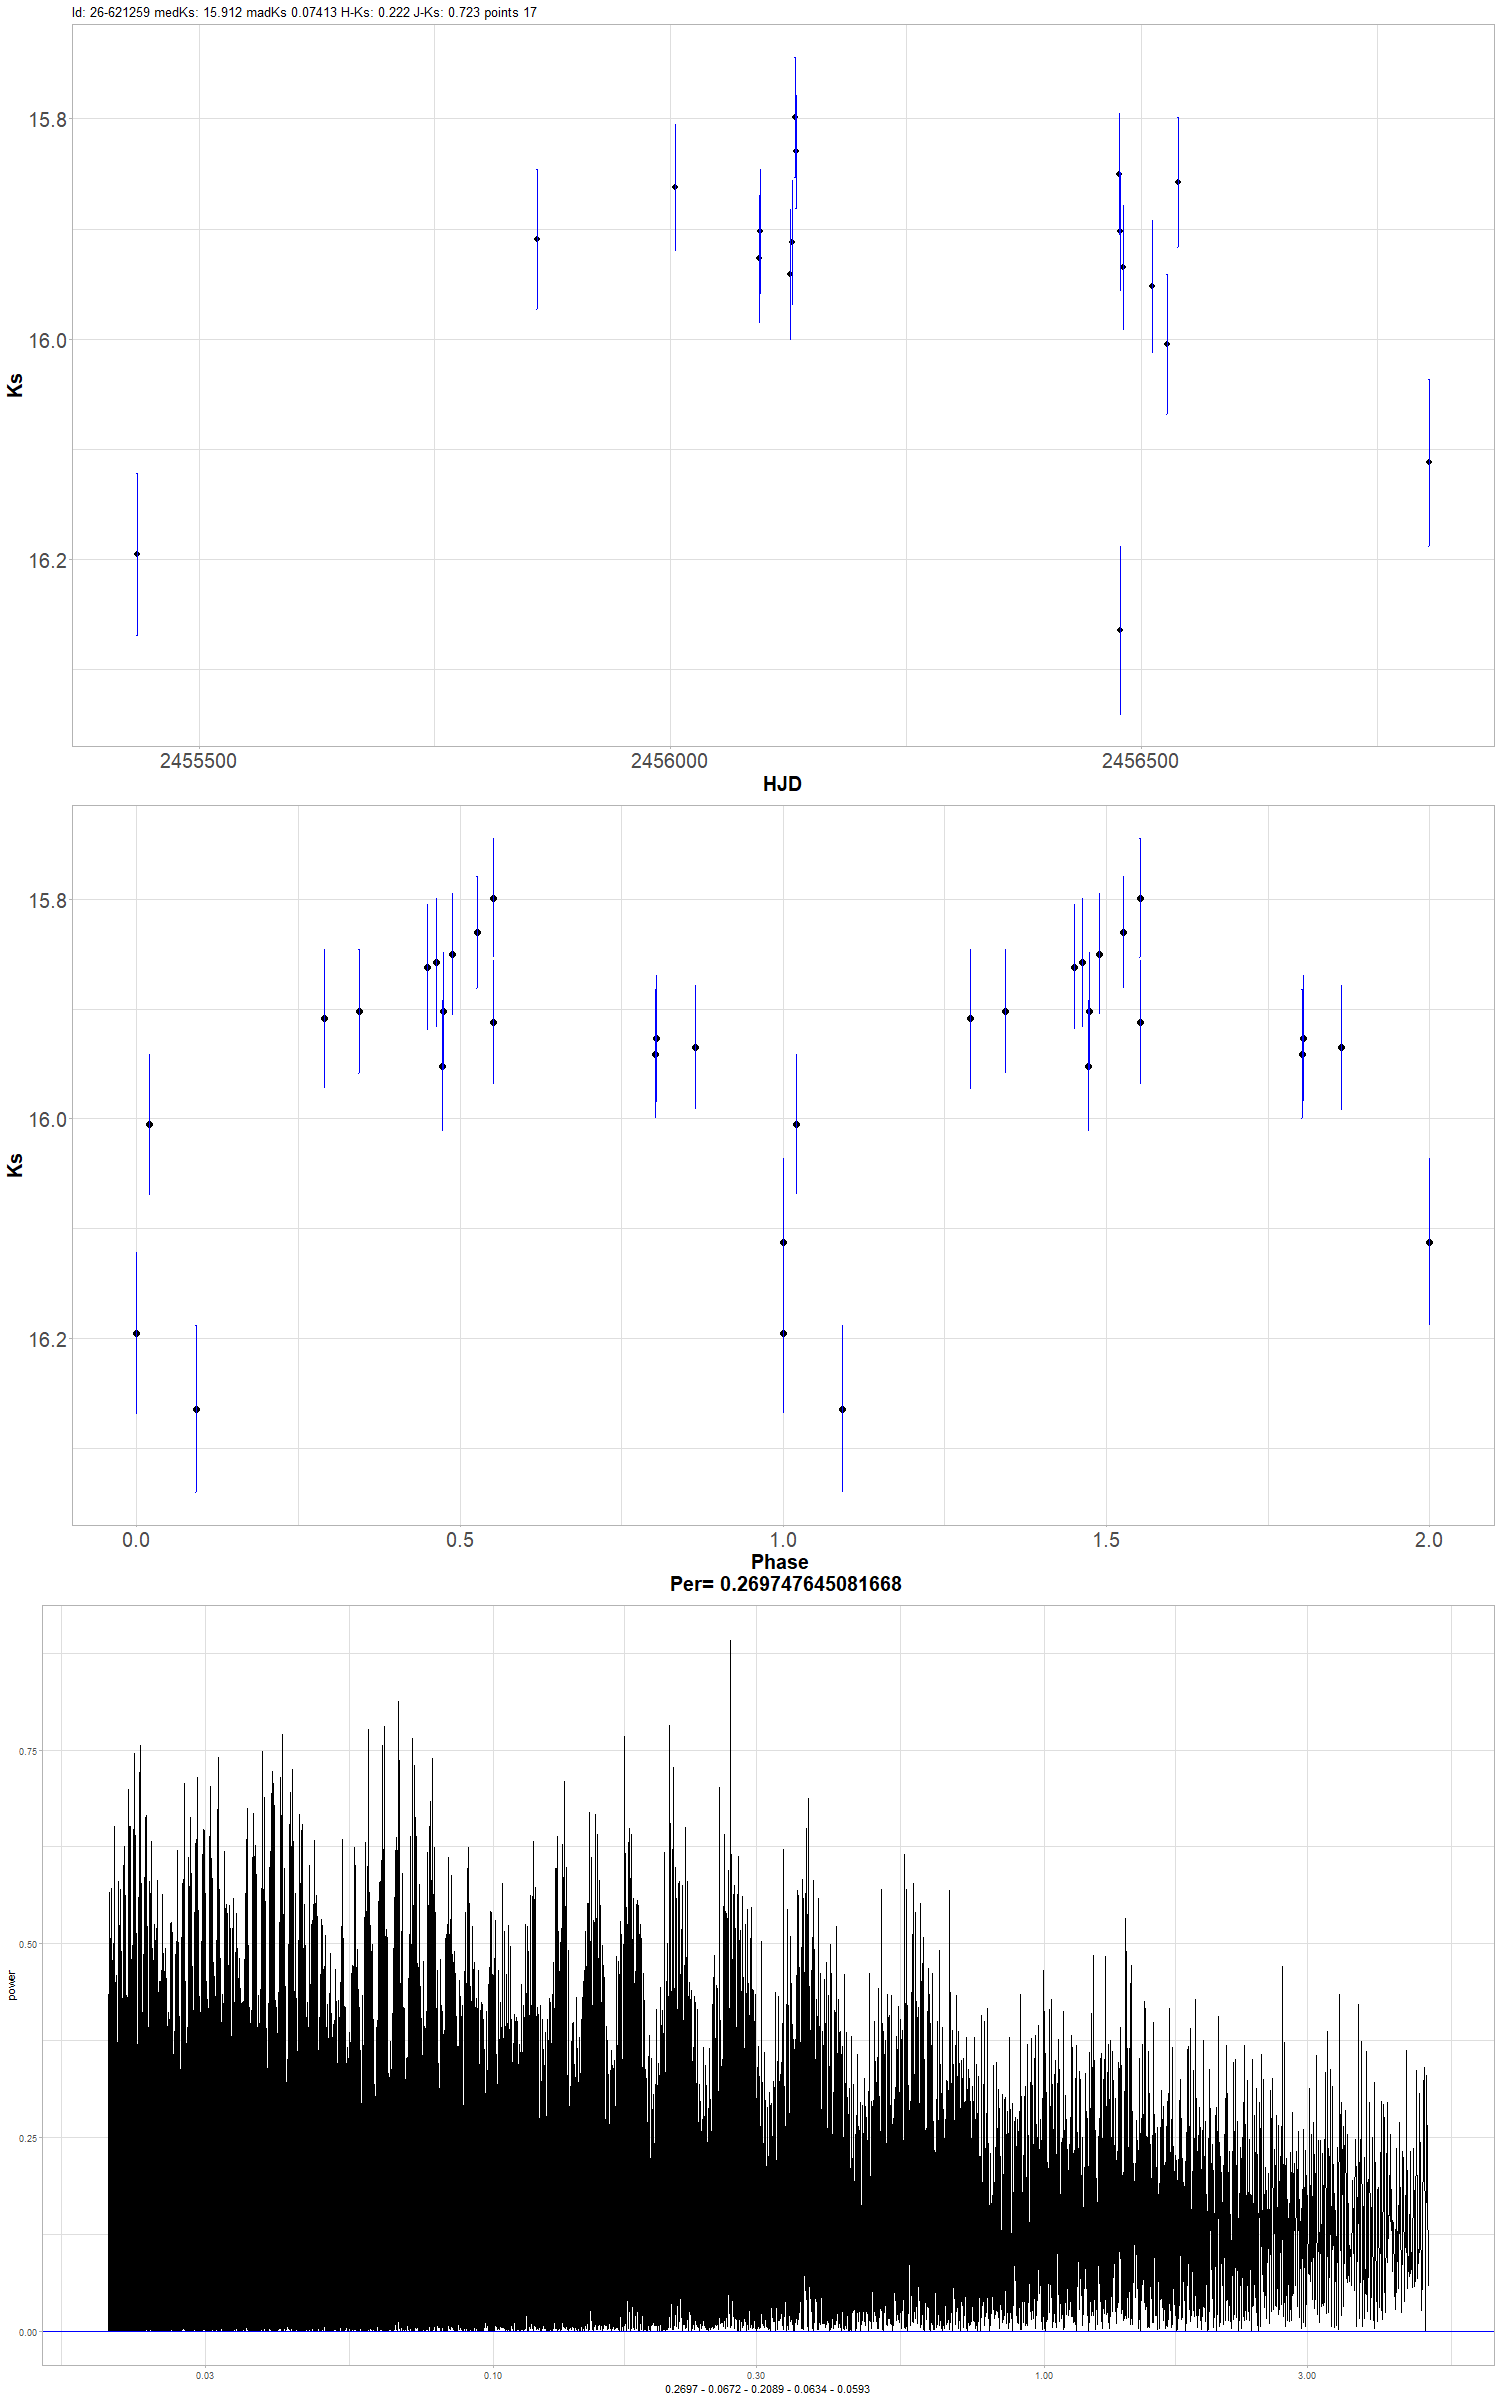 Id: 26-621259 medKs: 15.912 madKs 0.07413 H-Ks: 0.222 J-Ks: 0.723 points 17
15.8
16.0
16.2
Ks
2455500 2456000 2456500
HJD
15.8
16.0
16.2
Ks
0.0 0.5 1.0 1.5 2.0
Phase
Per= 0.269747645081668
0.75
0.50
0.25
0.00
power
0.03 0.10 0.30 1.00 3.00
0.2697 - 0.0672 - 0.2089 - 0.0634 - 0.0593